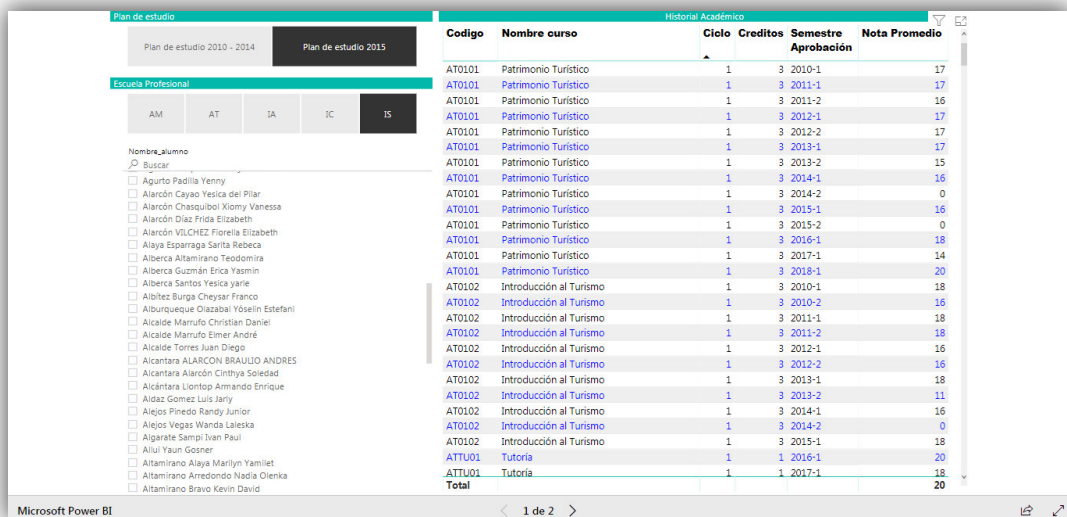 Plan de estudio
Plan de estudio 2010 - 2014
Plan de estudio 2015
Escuela Profesional
AM AT IA IC IS
Nombre_alumno
Buscar
Agurto Padilla Yenny
Alarcón Cayao Yesica del Pilar
Alarcón Chasquibol Xiomy Vanessa
Alarcón Díaz Frida Elizabeth
Alarcón VILCHEZ Fiorella Elizabeth
Alaya Esparraga Sarita Rebeca
Alberca Altamirano Teodomira
Alberca Guzmán Erica Yasmin
Alberca Santos Yesica yarie
Albitez Burga Cheysar Franco
Alburqueque Olazabal Yóselin Estefani
Alcalde Marrufo Christian Daniel
Alcalde Marrufo Elmer André
Alcalde Torres Juan Diego
Alcantara ALARCON BRAULIO ANDRES
Alcantara Alarcón Cinthya Soledad
Alcántara Llontop Armando Enrique
Aldaz Gomez Luis Jarly
Alejos Pinedo Randy Junior
Alejos Vegas Wanda Laleska
Algarate Sampi Ivan Paul
Allui Yaun Gosner
Altamirano Alaya Marilyn Yamilet
Altamirano Arredondo Nadia Olenka
Altamirano Bravo Kevin David
Historial Académico
Codigo Nombre curso Ciclo Creditos Semestre Aprobación Nota Promedio
AT0101 Patrimonio Turístico 1 3 2010-1 17
AT0101 Patrimonio Turístico 1 3 2011-1 17
AT0101 Patrimonio Turístico 1 3 2011-2 16
AT0101 Patrimonio Turístico 1 3 2012-1 17
AT0101 Patrimonio Turístico 1 3 2012-2 17
AT0101 Patrimonio Turístico 1 3 2013-1 17
AT0101 Patrimonio Turístico 1 3 2013-2 15
AT0101 Patrimonio Turístico 1 3 2014-1 16
AT0101 Patrimonio Turístico 1 3 2014-2 0
AT0101 Patrimonio Turístico 1 3 2015-1 16
AT0101 Patrimonio Turístico 1 3 2015-2 0
AT0101 Patrimonio Turístico 1 3 2016-1 18
AT0101 Patrimonio Turístico 1 3 2017-1 14
AT0101 Patrimonio Turístico 1 3 2018-1 20
AT0102 Introducción al Turismo 1 3 2010-1 18
AT0102 Introducción al Turismo 1 3 2010-2 16
AT0102 Introducción al Turismo 1 3 2011-1 18
AT0102 Introducción al Turismo 1 3 2011-2 18
AT0102 Introducción al Turismo 1 3 2012-1 16
AT0102 Introducción al Turismo 1 3 2012-2 16
AT0102 Introducción al Turismo 1 3 2013-1 18
AT0102 Introducción al Turismo 1 3 2013-2 11
AT0102 Introducción al Turismo 1 3 2014-1 16
AT0102 Introducción al Turismo 1 3 2014-2 0
AT0102 Introducción al Turismo 1 3 2015-1 18
ATTU01 Tutoría 1 1 2016-1 20
ATTU01 Tutoría 1 1 2017-1 18
Total 20
Microsoft Power BI
1 de 2